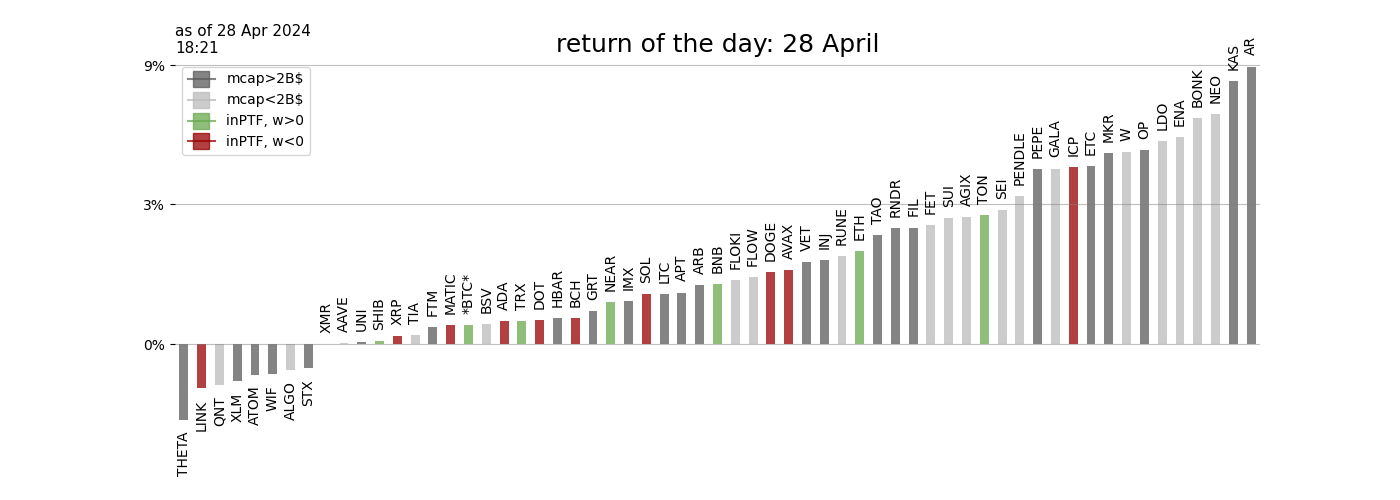 as of 28 Apr 2024
18:21
return of the day: 28 April
9%
3%
0%
mcap>2B$
mcap<2B$
inPTF, w>0
inPTF, w<0
THETA
LINK
QNT
XLM
ATOM
WIF
ALGO
STX
XMR
AAVE
UNI
SHIB
XRP
TIA
FTM
MATIC
*BTC*
BSV
ADA
TRX
DOT
HBAR
BCH
GRT
NEAR
IMX
SOL
LTC
APT
ARB
BNB
FLOKI
FLOW
DOGE
AVAX
VET
INJ
RUNE
ETH
TAO
RNDR
FIL
FET
SUI
AGIX
TON
SEI
PENDLE
PEPE
GALA
ICP
ETC
MKR
W
OP
LDO
ENA
BONK
NEO
KAS
AR